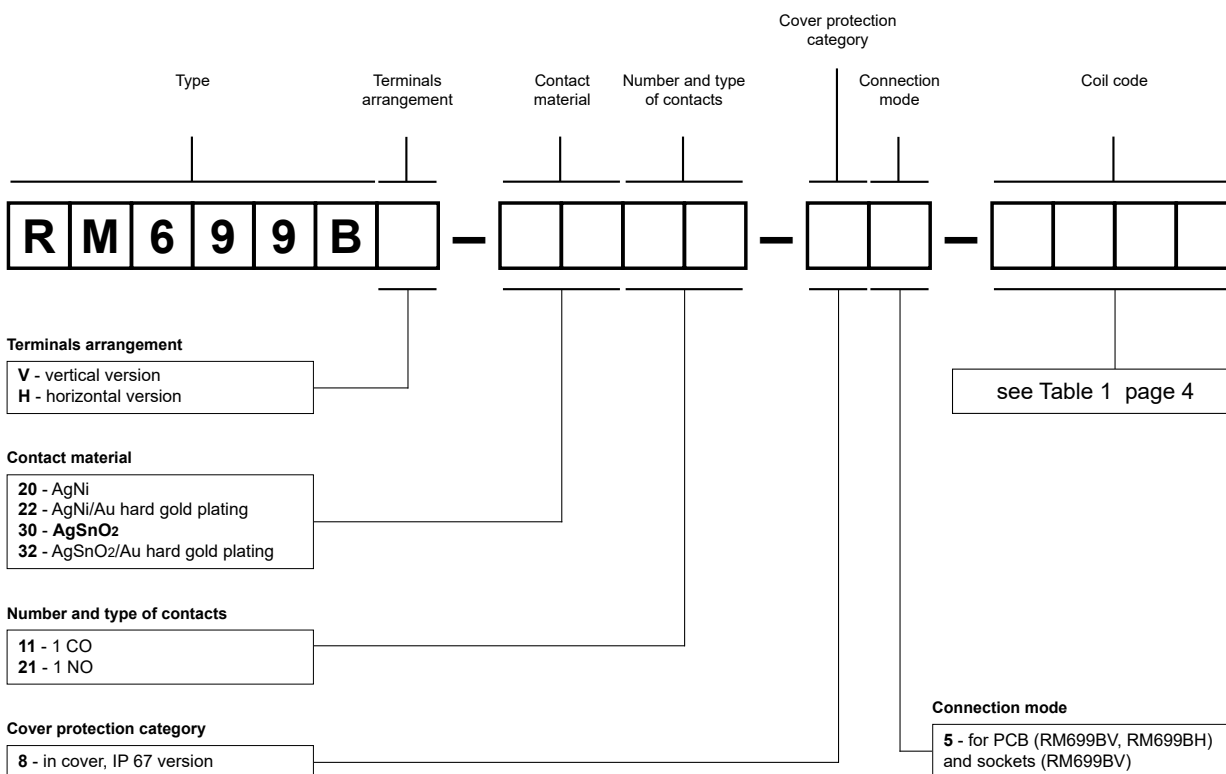 Cover protection
category
Type
Terminals
arrangement
Contact
material
Number and type
of contacts
Connection
mode
Coil code
R M 6 9 9 B – – –
Terminals arrangement
V - vertical version
H - horizontal version
see Table 1 page 4
Contact material
20 - AgNi
22 - AgNi/Au hard gold plating
30 - AgSnO2
32 - AgSnO2/Au hard gold plating
Number and type of contacts
11 - 1 CO
21 - 1 NO
Cover protection category
8 - in cover, IP 67 version
Connection mode
5 - for PCB (RM699BV, RM699BH)
and sockets (RM699BV)